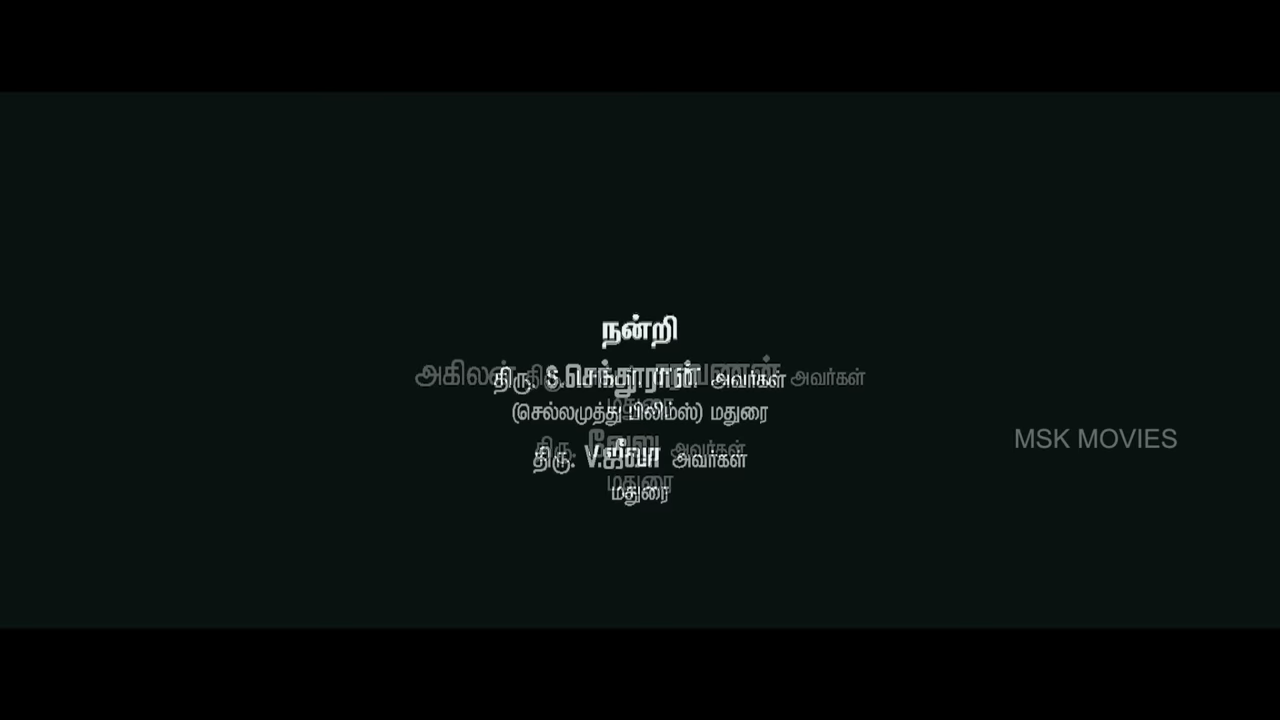 நன்றி
திரு. S.செந்தூரான் அவர்கள்
(செல்லமுத்து பிலிம்ஸ்) மதுரை
திரு. V.ஜீவா அவர்கள்
மதுரை
MSK MOVIES